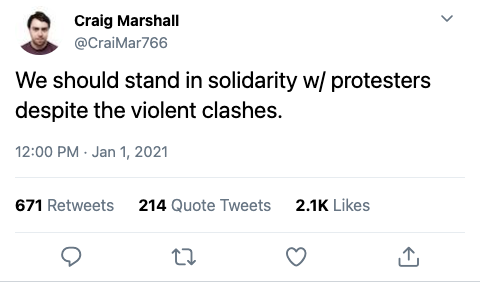 Craig Marshall
@CraiMar766
We should stand in solidarity w/ protesters
despite the violent clashes.
12:00 PM · Jan 1, 2021
671 Retweets 214 Quote Tweets 2.1K Likes